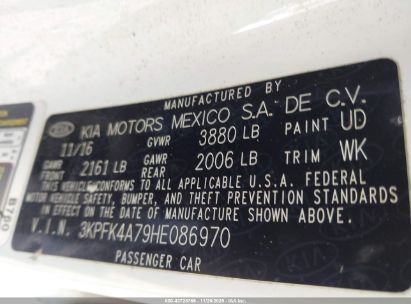 MANUFACTURED BY
KIA KIA MOTORS MEXICO S.A. DE C.V.
11/16 GVWR 3880 LB PAINT UD
GAWR FRONT 2161 LB GAWR REAR 2006 LB TRIM WK
THIS VEHICLE CONFORMS TO ALL APPLICABLE U.S.A. FEDERAL
MOTOR VEHICLE SAFETY, BUMPER, AND THEFT PREVENTION STANDARDS
IN EFFECT ON THE DATE OF MANUFACTURE SHOWN ABOVE.
V.I.N. 3KPFK4A79HE086970
PASSENGER CAR
8780